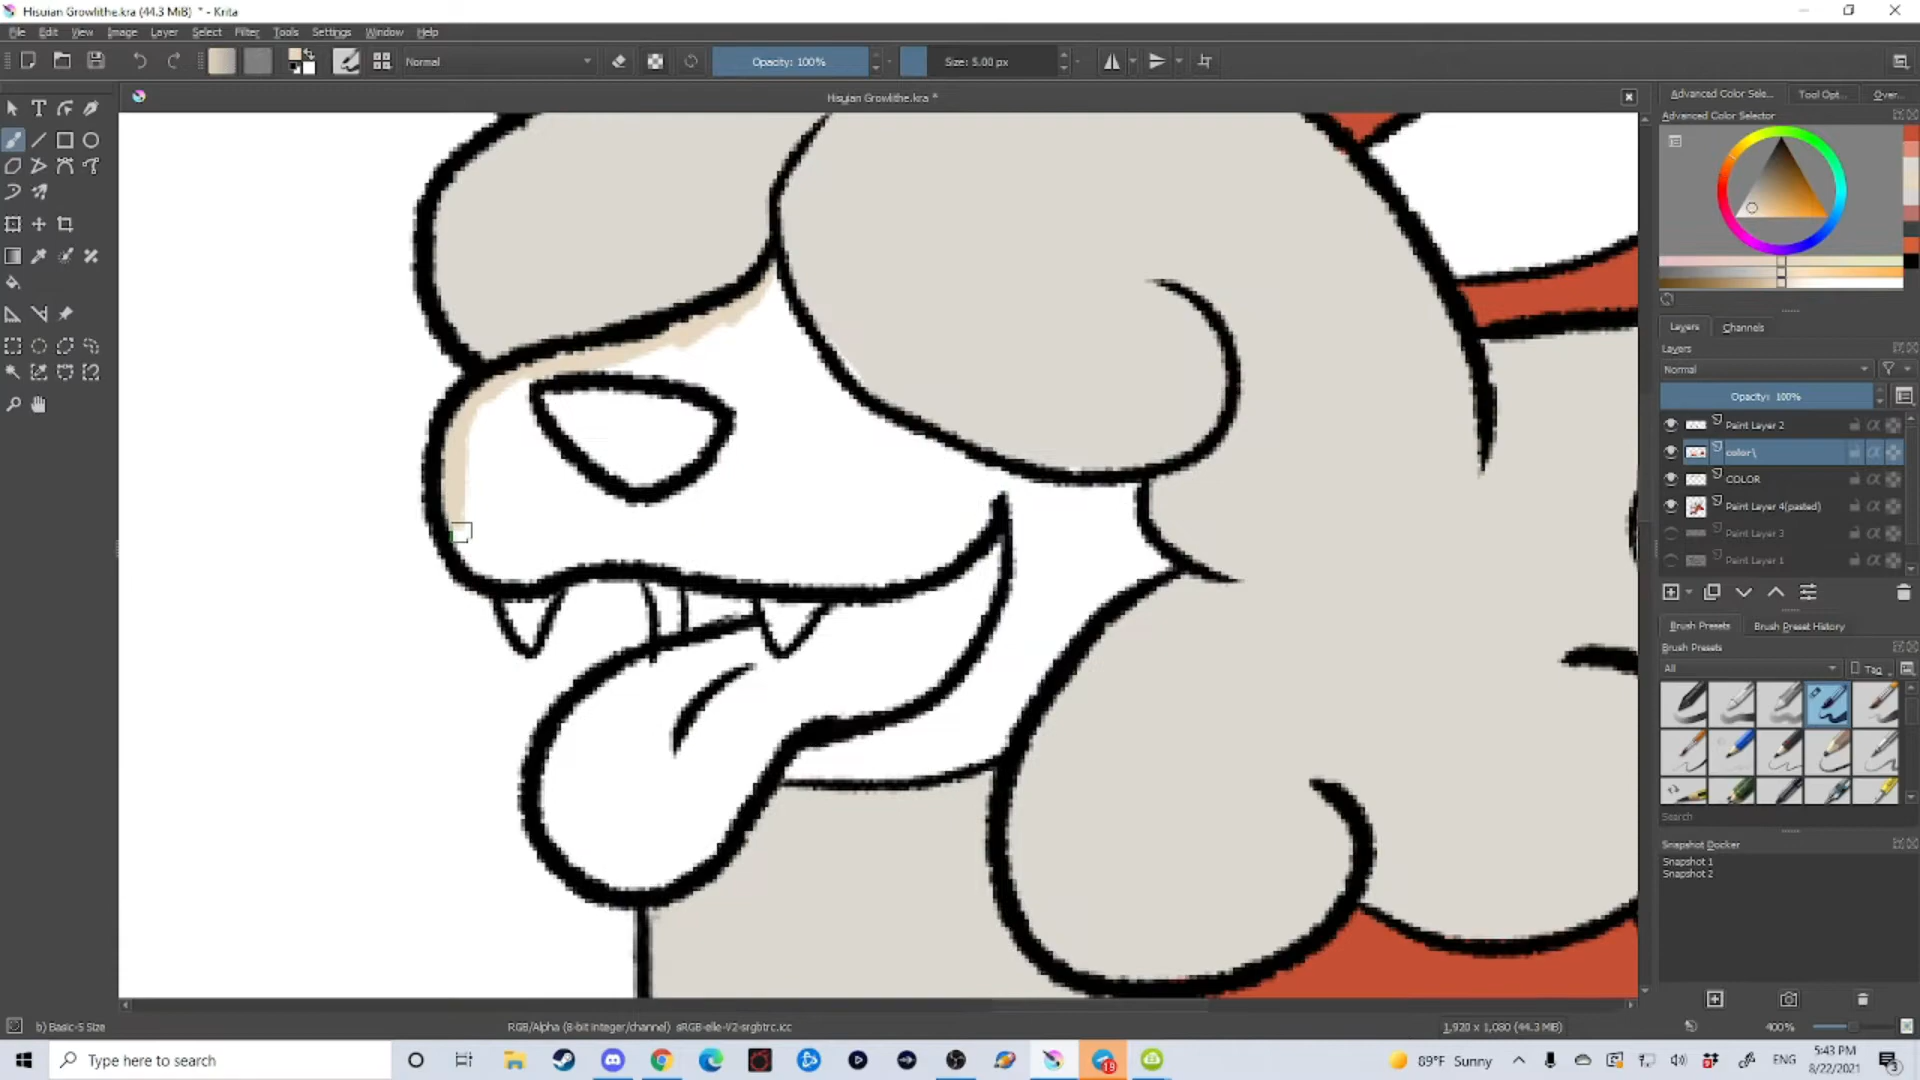 Hisuian Growlithe.kra (44.3 MiB) * - Krita
File Edit View Image Layer Select Filter Tools Settings Window Help
Normal Opacity: 100% Size: 5.00 px
Hisuian Growlithe.kra *
Advanced Color Sele... Tool Opt... Over...
Advanced Color Selector
Layers Channels
Layers
Normal
Opacity: 100%
Paint Layer 2
color\
COLOR
Paint Layer 4(pasted)
Paint Layer 3
Paint Layer 1
Brush Presets Brush Preset History
Brush Presets
All Tag
Search
Snapshot Docker
Snapshot 1
Snapshot 2
b) Basic-5 Size RGB/Alpha (8-bit integer/channel) sRGB-elle-V2-srgbtrc.icc 1,920 x 1,080 (44.3 MiB) 400%
Type here to search 19 89°F Sunny ENG 5:43 PM
8/22/2021 3